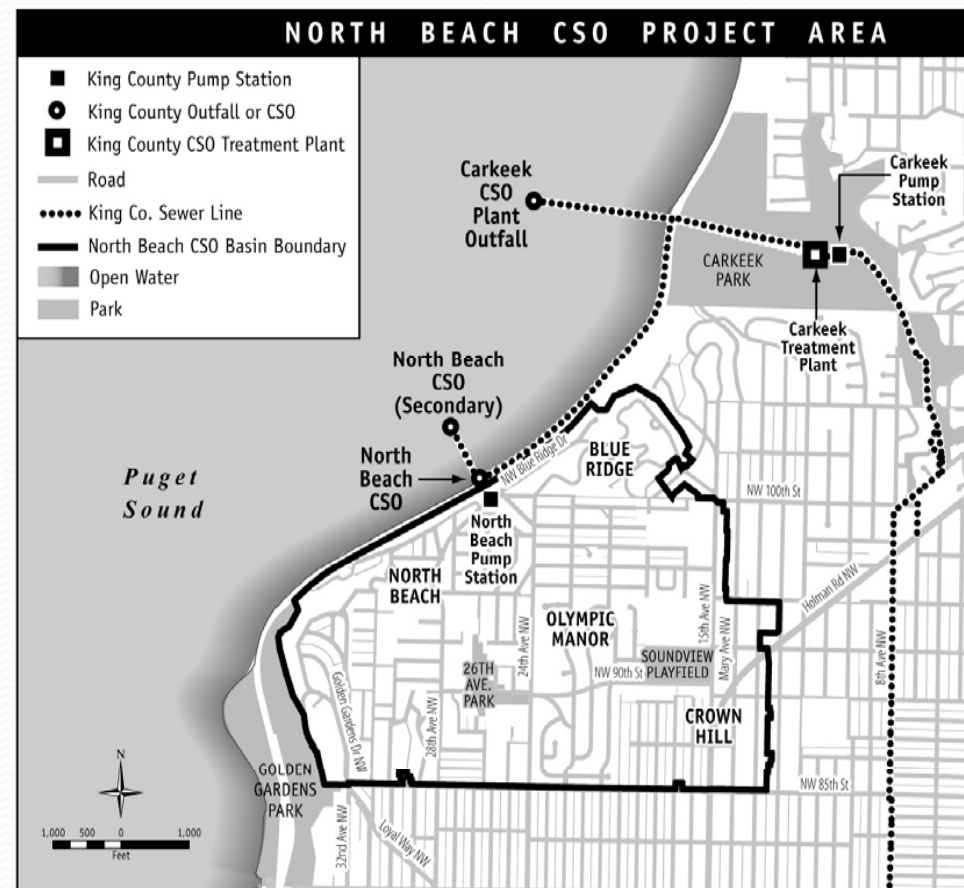 NORTH BEACH CSO PROJECT AREA
King County Pump Station
King County Outfall or CSO
King County CSO Treatment Plant
Road
King Co. Sewer Line
North Beach CSO Basin Boundary
Open Water
Park
Carkeek
CSO
Plant
Outfall
Carkeek
Pump
Station
CARKEEK
PARK
Carkeek
Treatment
Plant
North Beach
CSO
(Secondary)
North
Beach
CSO
NW Blue Ridge Dr
BLUE
RIDGE
Puget
Sound
NW 100th St
North
Beach
Pump
Station
NORTH
BEACH
Holman Rd NW
OLYMPIC
MANOR
24th Ave NW
15th Ave NW
Mary Ave NW
8th Ave NW
SOUNDVIEW
PLAYFIELD
NW 90th St
26TH
AVE.
PARK
Golden Gardens Dr NW
28th Ave NW
CROWN
HILL
N
GOLDEN
GARDENS
PARK
NW 85th St
32nd Ave NW
Loyal Way NW
1,000 500 0 1,000
Feet